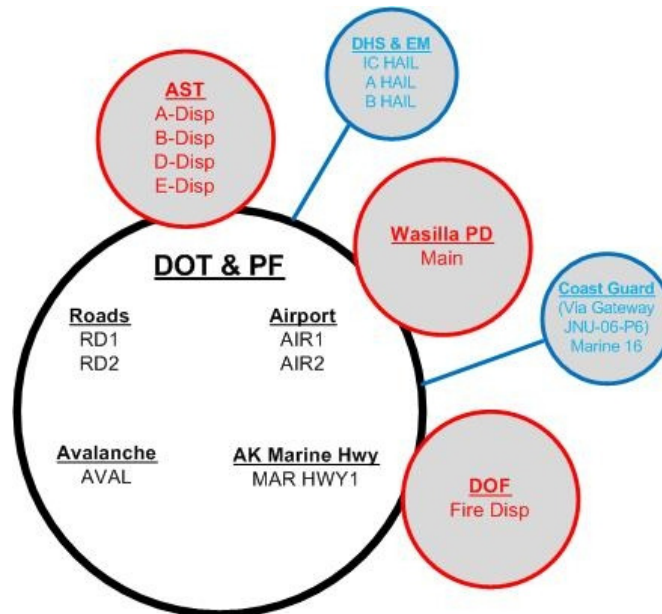 DHS & EM
IC HAIL
A HAIL
B HAIL
AST
A-Disp
B-Disp
D-Disp
E-Disp
Wasilla PD
Main
DOT & PF
Roads
RD1
RD2
Airport
AIR1
AIR2
Coast Guard
(Via Gateway
JNU-06-P6)
Marine 16
Avalanche
AVAL
AK Marine Hwy
MAR HWY1
DOF
Fire Disp